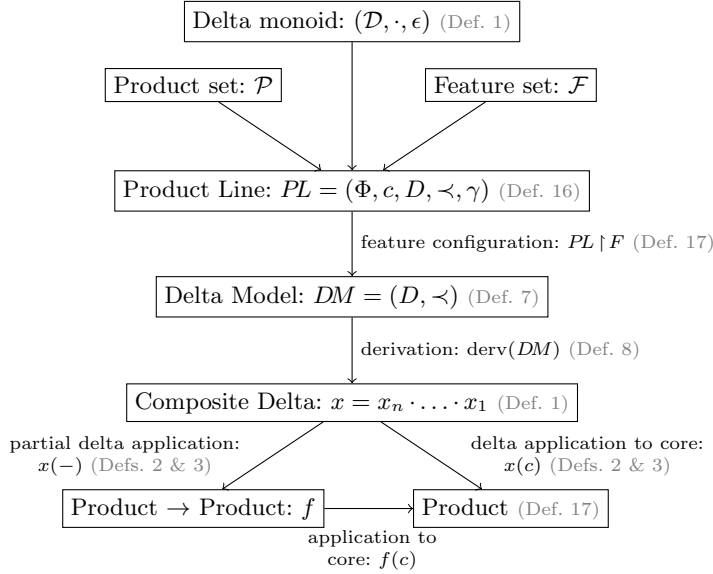 Delta monoid: (𝒟, ·, ϵ) (Def. 1)
Product set: 𝒫
Feature set: ℱ
Product Line: PL = (Φ, c, D, ≺, γ) (Def. 16)
feature configuration: PL ↾ F (Def. 17)
Delta Model: DM = (D, ≺) (Def. 7)
derivation: derv(DM) (Def. 8)
Composite Delta: x = xₙ · … · x₁ (Def. 1)
partial delta application:
x(−) (Defs. 2 & 3)
delta application to core:
x(c) (Defs. 2 & 3)
Product → Product: f
Product (Def. 17)
application to
core: f(c)